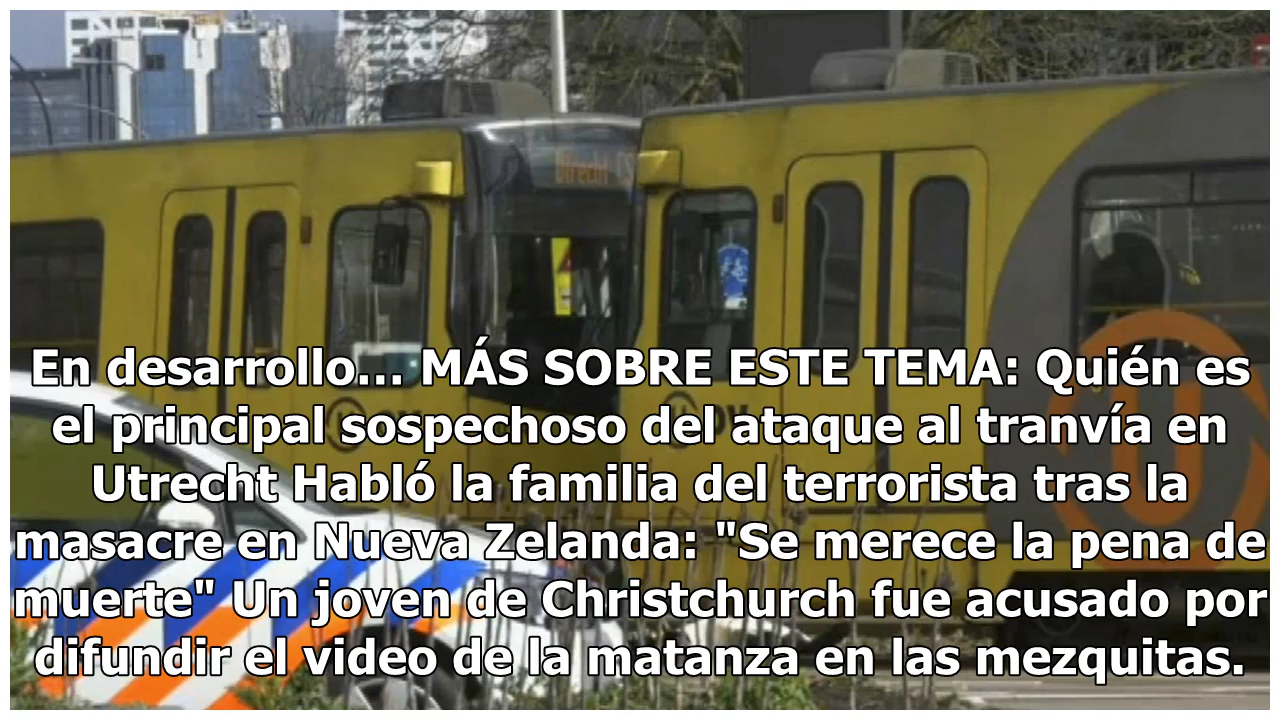 Utrecht CS
En desarrollo... MÁS SOBRE ESTE TEMA: Quién es
el principal sospechoso del ataque al tranvía en
Utrecht Habló la familia del terrorista tras la
masacre en Nueva Zelanda: "Se merece la pena de
muerte" Un joven de Christchurch fue acusado por
difundir el video de la matanza en las mezquitas.